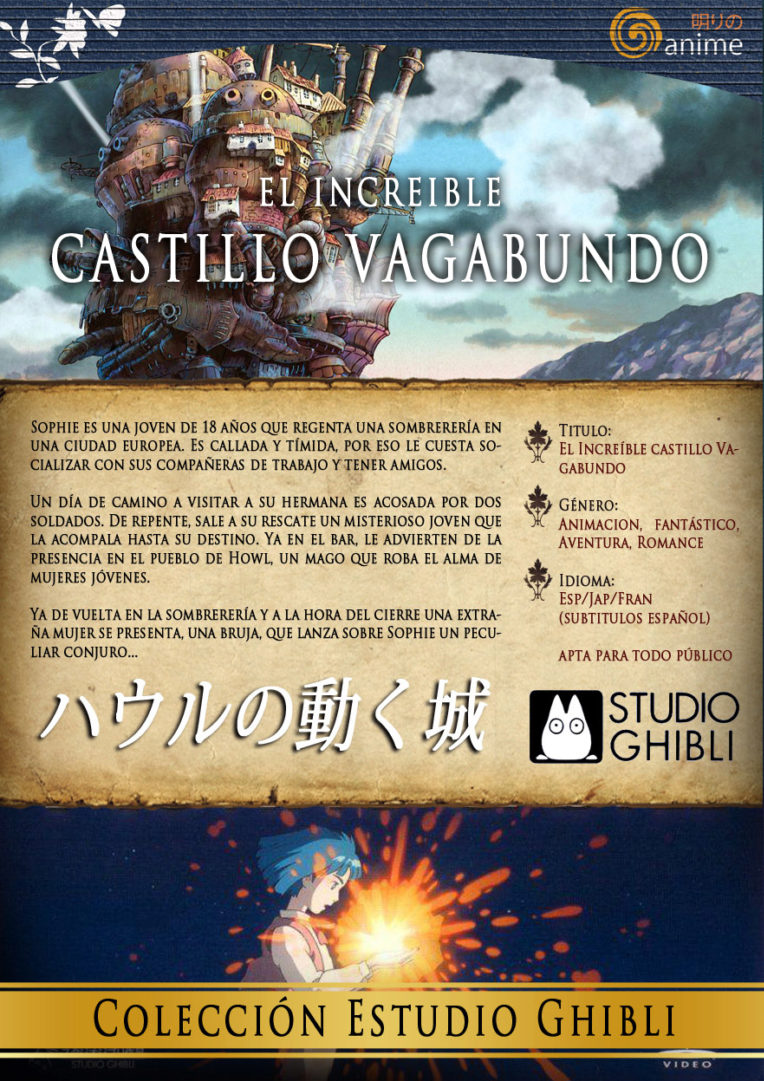 明りの
anime
EL INCREIBLE
CASTILLO VAGABUNDO
SOPHIE ES UNA JOVEN DE 18 AÑOS QUE REGENTA UNA SOMBRERERÍA EN
UNA CIUDAD EUROPEA. ES CALLADA Y TÍMIDA, POR ESO LE CUESTA SO-
CIALIZAR CON SUS COMPAÑERAS DE TRABAJO Y TENER AMIGOS.
UN DÍA DE CAMINO A VISITAR A SU HERMANA ES ACOSADA POR DOS
SOLDADOS. DE REPENTE, SALE A SU RESCATE UN MISTERIOSO JOVEN QUE
LA ACOMPALA HASTA SU DESTINO. YA EN EL BAR, LE ADVIERTEN DE LA
PRESENCIA EN EL PUEBLO DE HOWL, UN MAGO QUE ROBA EL ALMA DE
MUJERES JÓVENES.
YA DE VUELTA EN LA SOMBRERERÍA Y A LA HORA DEL CIERRE UNA EXTRA-
ÑA MUJER SE PRESENTA, UNA BRUJA, QUE LANZA SOBRE SOPHIE UN PECU-
LIAR CONJURO...
TITULO:
EL INCREÍBLE CASTILLO VA-
GABUNDO
GÉNERO:
ANIMACION, FANTÁSTICO,
AVENTURA, ROMANCE
IDIOMA:
ESP/JAP/FRAN
(SUBTITULOS ESPAÑOL)
APTA PARA TODO PÚBLICO
ハウルの動く城
STUDIO
GHIBLI
COLECCIÓN ESTUDIO GHIBLI
STUDIO GHIBLI
VIDEO